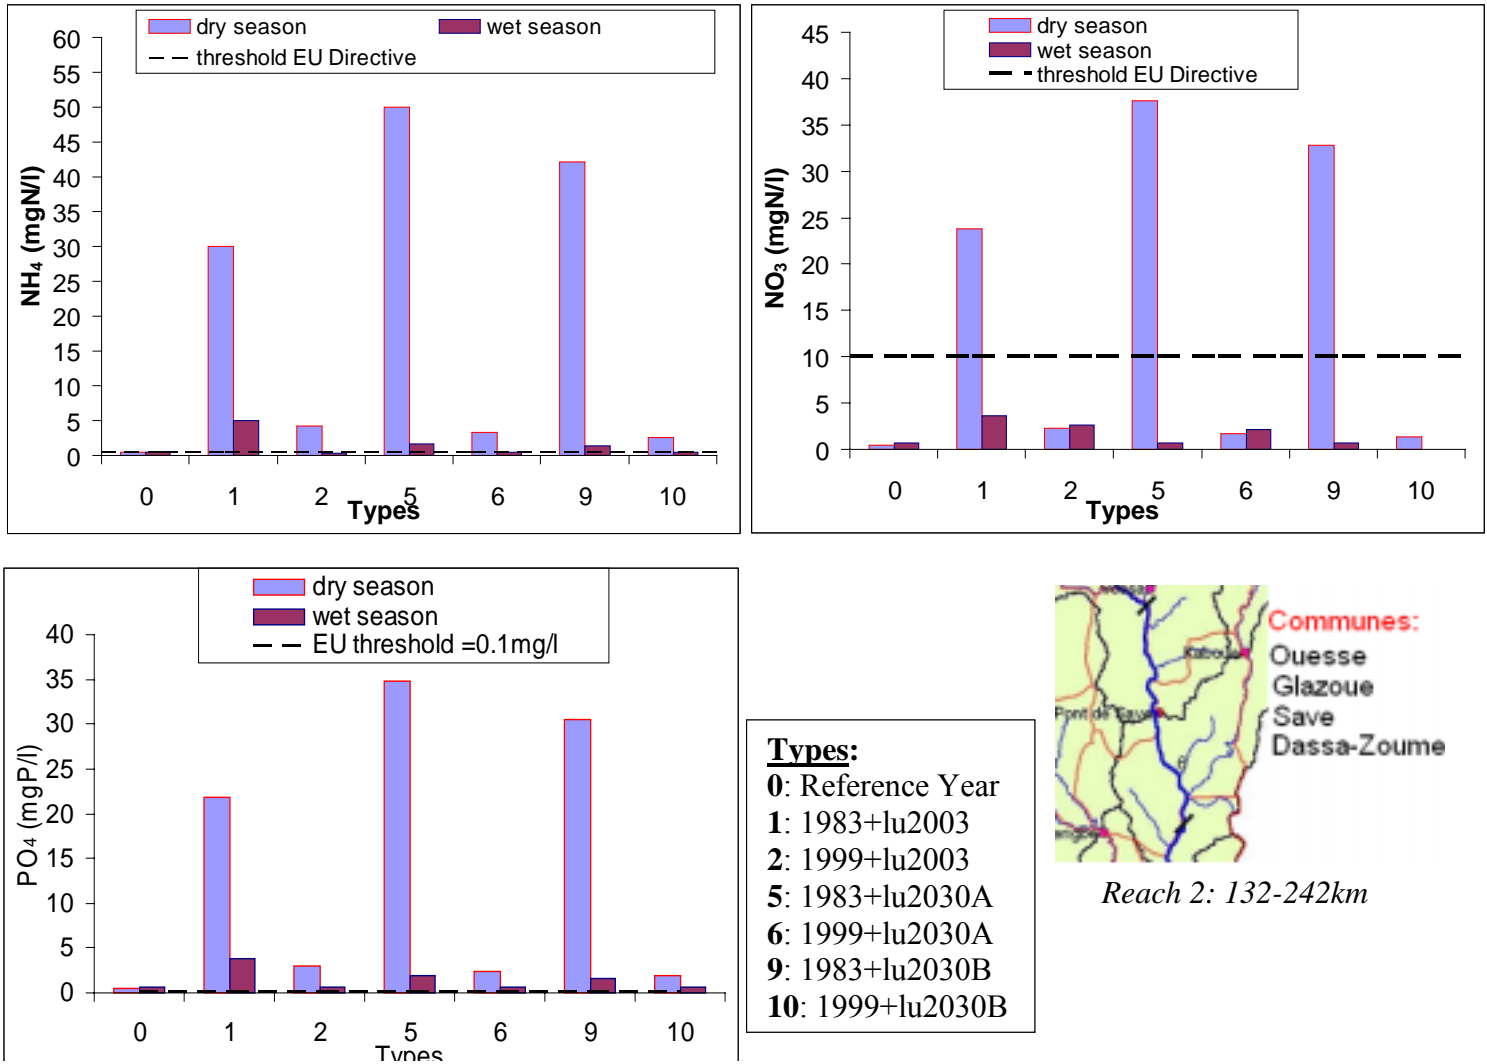 dry season
wet season
threshold EU Directive
60
55
50
45
40
35
30
25
20
15
10
5
0
NH₄ (mgN/l)
0 1 2 5 6 9 10
Types
dry season
wet season
threshold EU Directive
45
40
35
30
25
20
15
10
5
0
NO₃ (mgN/l)
0 1 2 5 6 9 10
Types
dry season
wet season
EU threshold =0.1mg/l
40
35
30
25
20
15
10
5
0
PO4 (mgP/l)
0 1 2 5 6 9 10
Types
Types:
0: Reference Year
1: 1983+lu2003
2: 1999+lu2003
5: 1983+lu2030A
6: 1999+lu2030A
9: 1983+lu2030B
10: 1999+lu2030B
Pont de Save
Communes:
Ouesse
Glazoue
Save
Dassa-Zoume
Reach 2: 132-242km